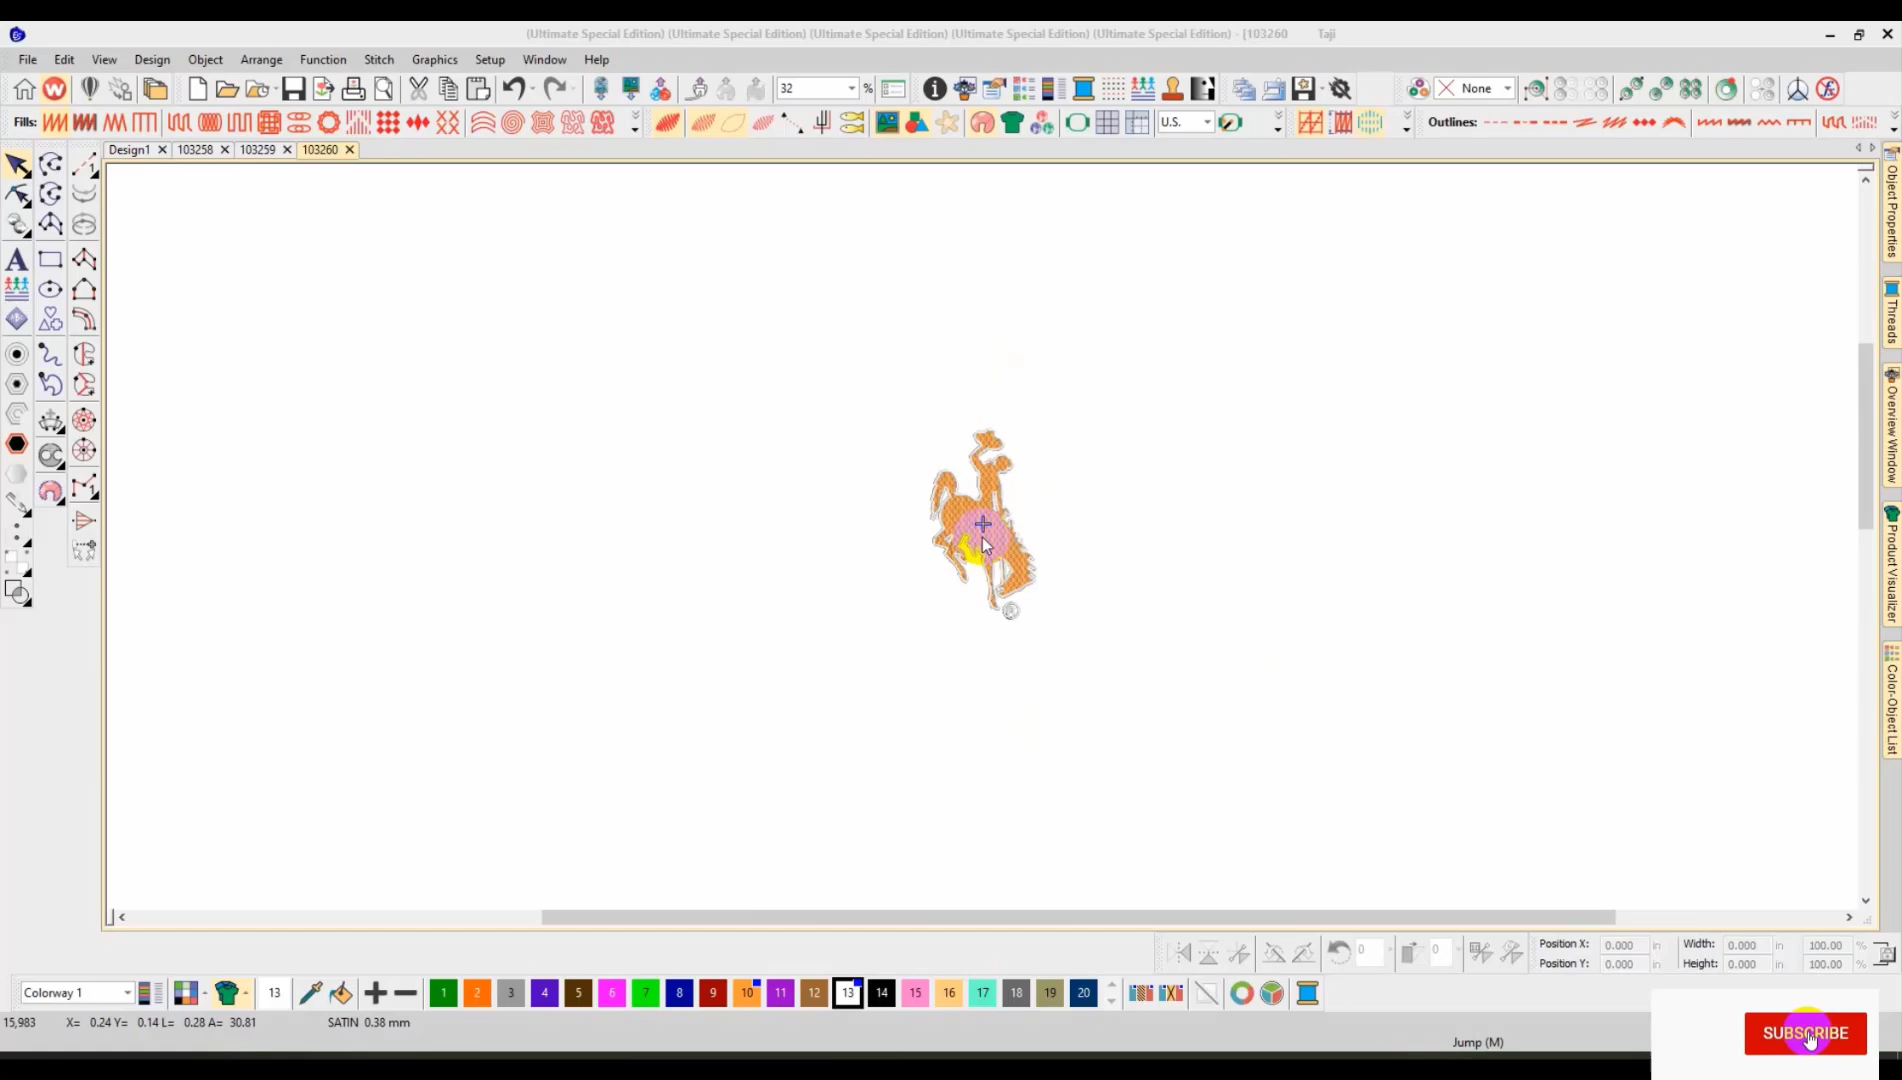 (Ultimate Special Edition) (Ultimate Special Edition) (Ultimate Special Edition) (Ultimate Special Edition) (Ultimate Special Edition) - [103260 Taji
File Edit View Design Object Arrange Function Stitch Graphics Setup Window Help
32 % None
Fills: U.S. Outlines:
Design1 103258 103259 103260
Object Properties
Threads
Overview Window
Product Visualizer
Color-Object List
0 0 Position X: 0.000 in Width: 0.000 in 100.00 %
Position Y: 0.000 in Height: 0.000 in 100.00 %
Colorway 1 13 1 2 3 4 5 6 7 8 9 10 11 12 13 14 15 16 17 18 19 20
15,983 X= 0.24 Y= 0.14 L= 0.28 A= 30.81 SATIN 0.38 mm
SUBSCRIBE
Jump (M)